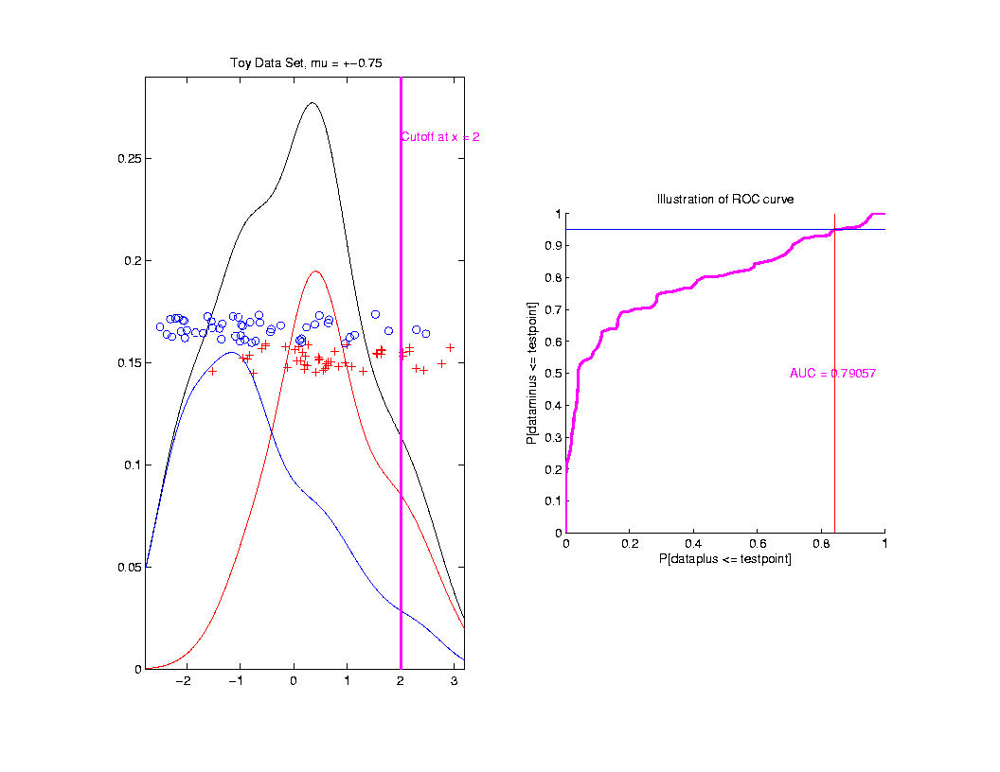 Toy Data Set, mu = +−0.75
Cutoff at x = 2
0.25
0.2
0.15
0.1
0.05
0
−2 −1 0 1 2 3
Illustration of ROC curve
1
0.9
0.8
0.7
0.6
0.5
0.4
0.3
0.2
0.1
0
P[dataminus <= testpoint]
AUC = 0.79057
0 0.2 0.4 0.6 0.8 1
P[dataplus <= testpoint]